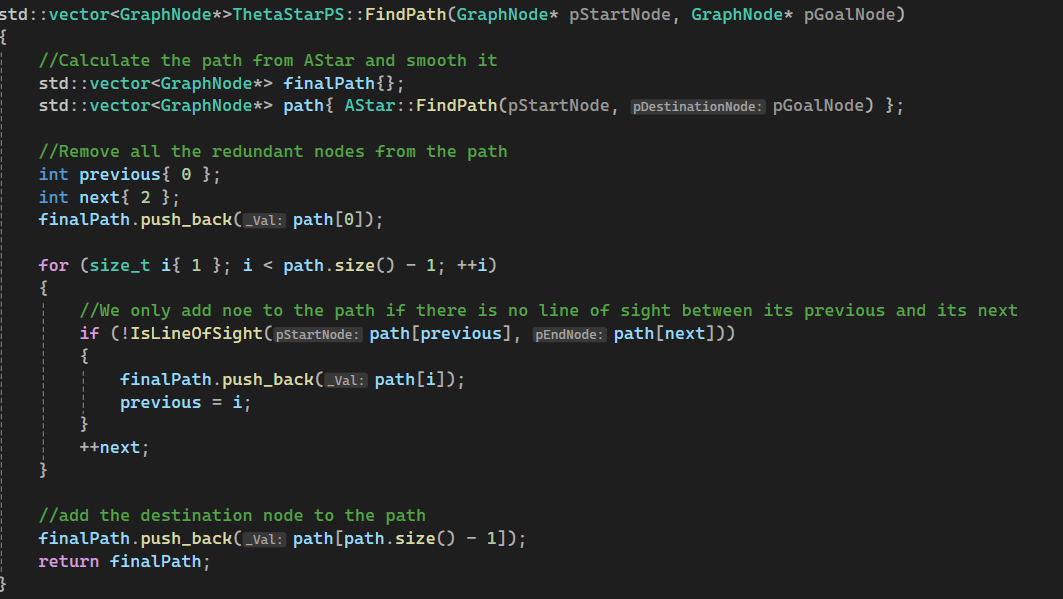 std::vector<GraphNode*>ThetaStarPS::FindPath(GraphNode* pStartNode, GraphNode* pGoalNode)
{
    //Calculate the path from AStar and smooth it
    std::vector<GraphNode*> finalPath{};
    std::vector<GraphNode*> path{ AStar::FindPath(pStartNode, pDestinationNode: pGoalNode) };
    //Remove all the redundant nodes from the path
    int previous{ 0 };
    int next{ 2 };
    finalPath.push_back(_Val: path[0]);
    for (size_t i{ 1 }; i < path.size() - 1; ++i)
    {
        //We only add noe to the path if there is no line of sight between its previous and its next
        if (!IsLineOfSight(pStartNode: path[previous], pEndNode: path[next]))
        {
            finalPath.push_back(_Val: path[i]);
            previous = i;
        }
        ++next;
    }
    //add the destination node to the path
    finalPath.push_back(_Val: path[path.size() - 1]);
    return finalPath;
}